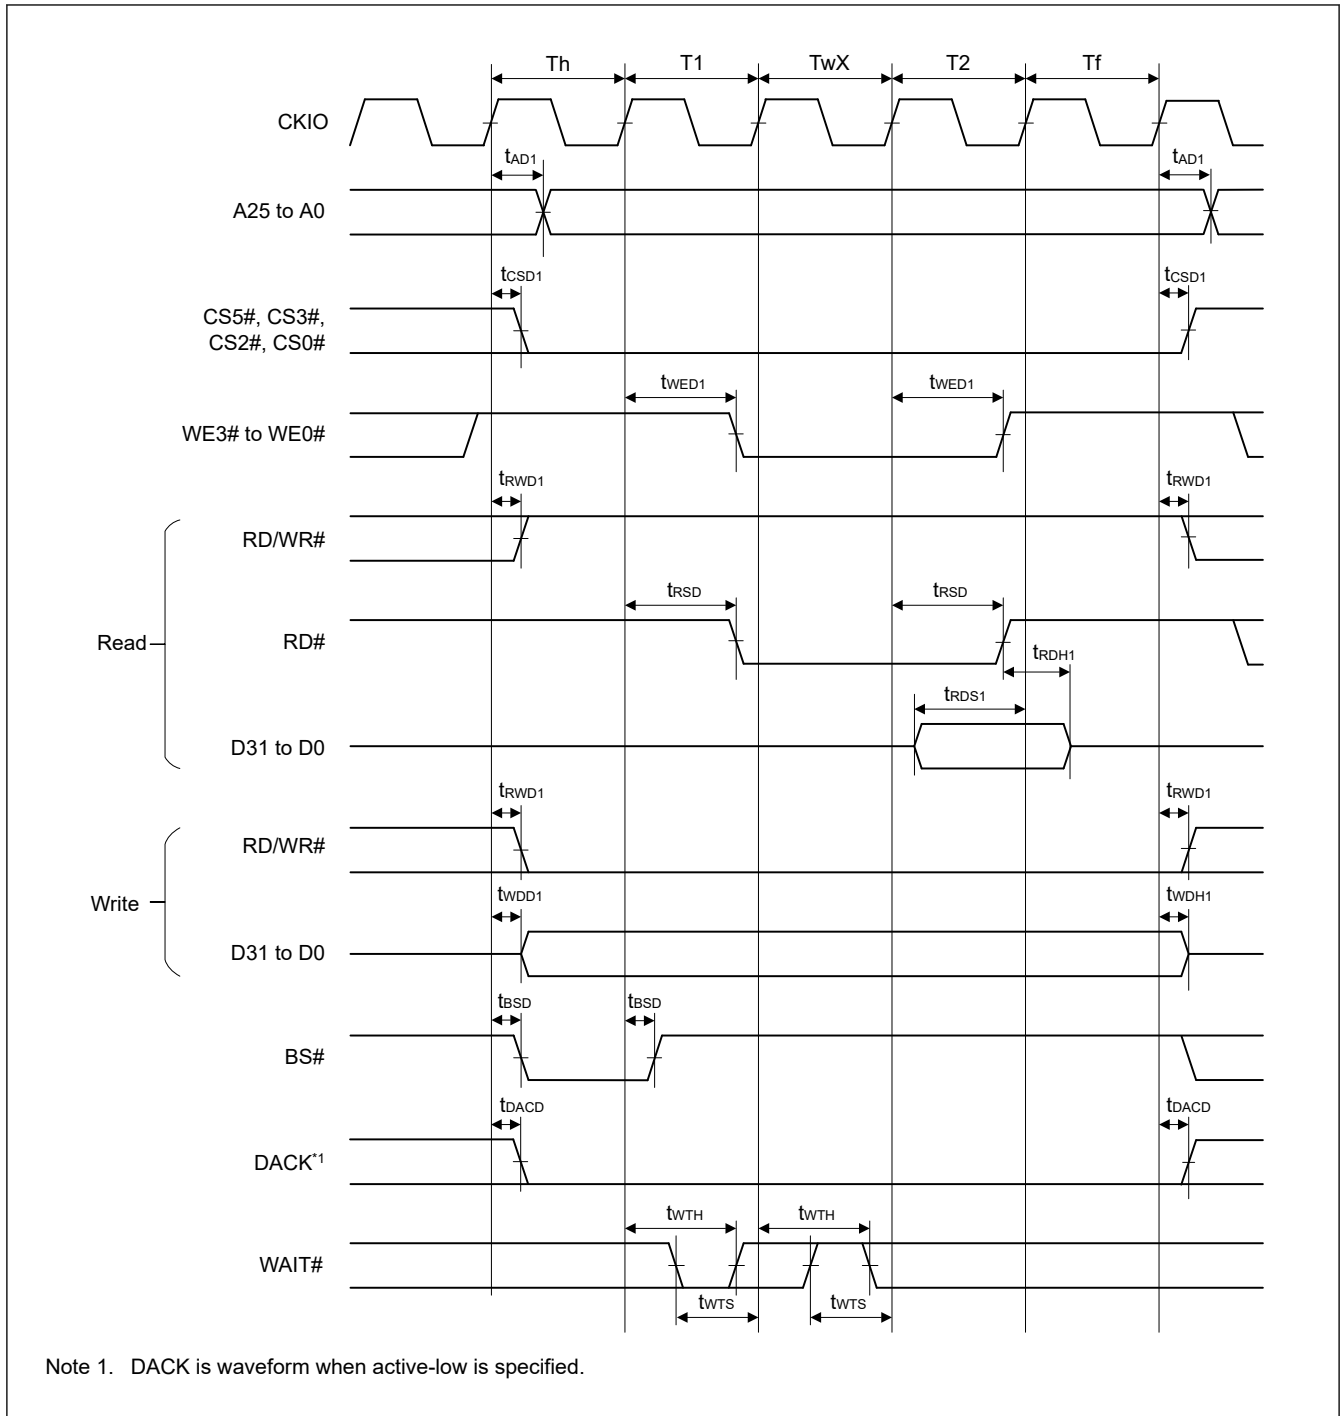 Th T1 TwX T2 Tf
CKIO
tAD1 tAD1
A25 to A0
tCSD1 tCSD1
CS5#, CS3#,
CS2#, CS0#
tWED1 tWED1
WE3# to WE0#
tRWD1 tRWD1
RD/WR#
tRSD tRSD
Read
RD#
tRDH1
tRDS1
D31 to D0
tRWD1 tRWD1
RD/WR#
tWDD1 tWDH1
Write
D31 to D0
tBSD tBSD
BS#
tDACD tDACD
DACK*1
tWTH tWTH
WAIT#
tWTS tWTS
Note 1. DACK is waveform when active-low is specified.